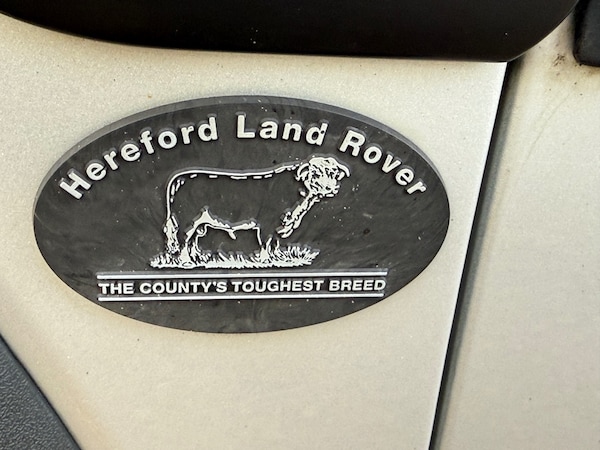 Hereford Land Rover
THE COUNTY'S TOUGHEST BREED